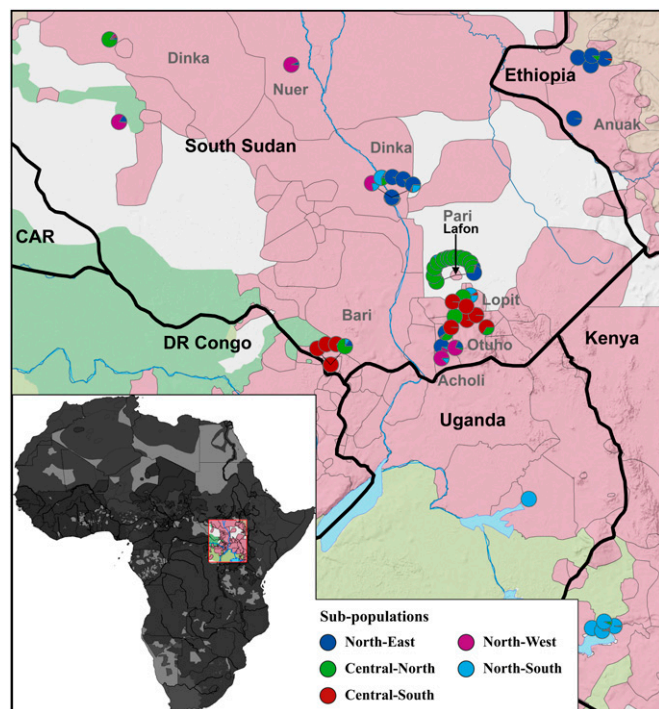 Dinka
Nuer
Ethiopia
Anuak
South Sudan
Dinka
Pari
Lafon
CAR
Lopit
Bari
DR Congo
Otuho
Kenya
Acholi
Uganda
Sub-populations
North-East
North-West
Central-North
North-South
Central-South